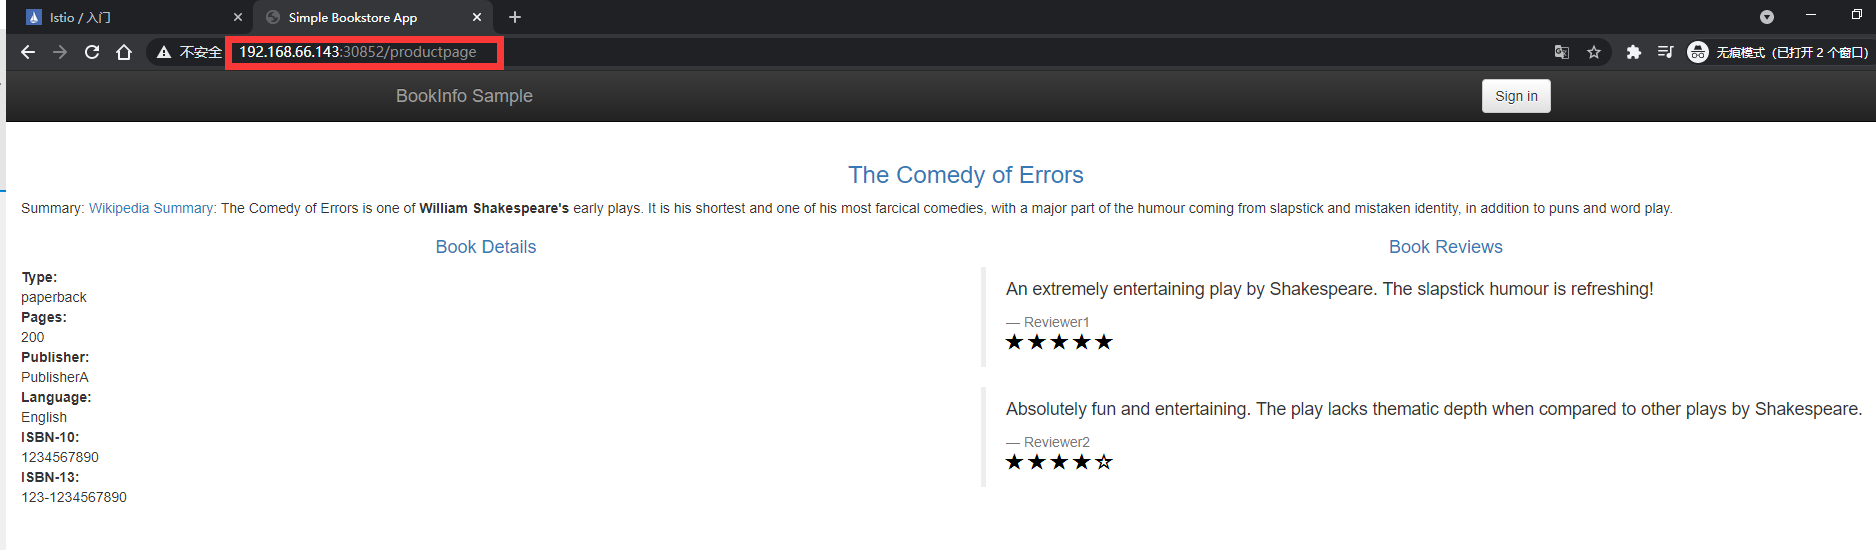 Istio / 入门
Simple Bookstore App
不安全
192.168.66.143:30852/productpage
无痕模式（已打开 2 个窗口）
BookInfo Sample
Sign in
The Comedy of Errors
Summary: Wikipedia Summary: The Comedy of Errors is one of William Shakespeare's early plays. It is his shortest and one of his most farcical comedies, with a major part of the humour coming from slapstick and mistaken identity, in addition to puns and word play.
Book Details
Type:
paperback
Pages:
200
Publisher:
PublisherA
Language:
English
ISBN-10:
1234567890
ISBN-13:
123-1234567890
Book Reviews
An extremely entertaining play by Shakespeare. The slapstick humour is refreshing!
— Reviewer1
★★★★★
Absolutely fun and entertaining. The play lacks thematic depth when compared to other plays by Shakespeare.
— Reviewer2
★★★★☆